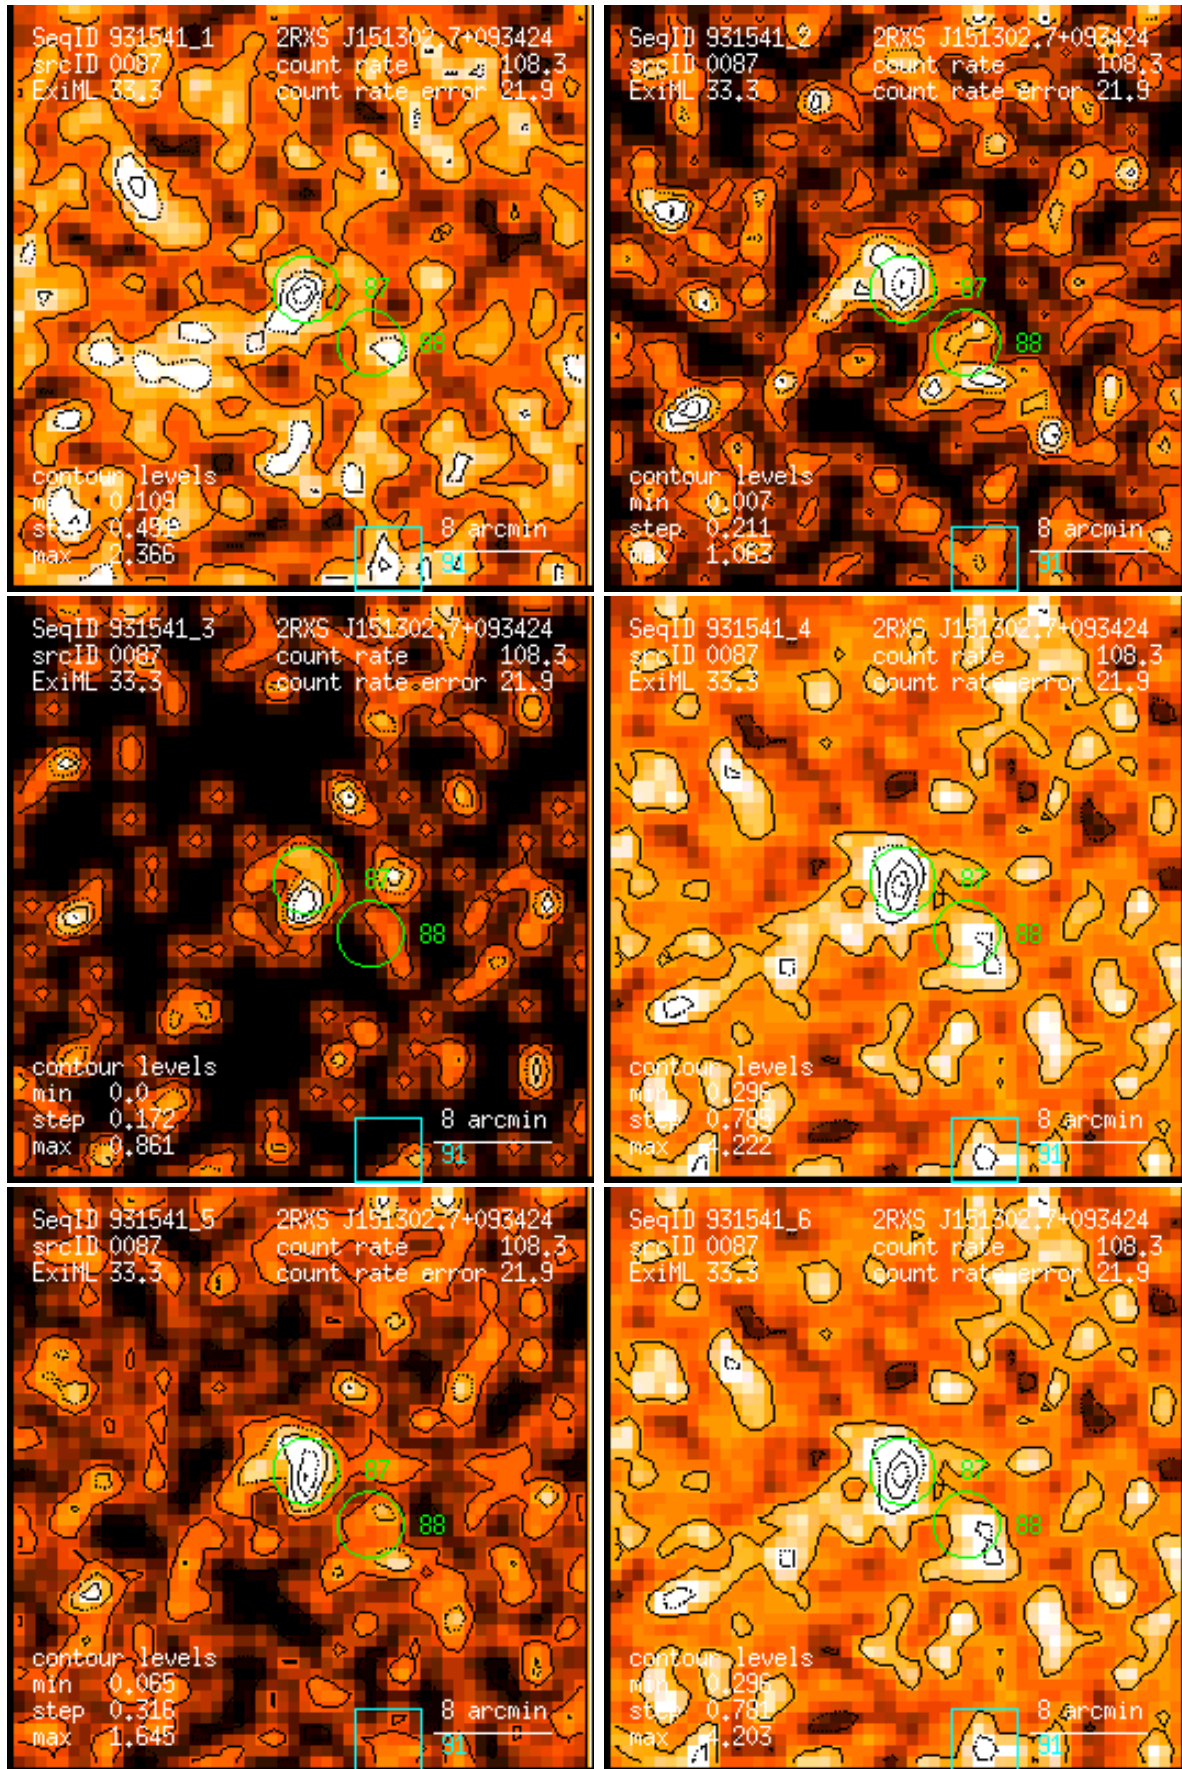 SeqID 931541_1 2RXS J151302.7+093424
srcID 0087 count rate 108.3
ExiML 33.3 count rate error 21.9
87
88
contour levels
min 0.109
step 0.451 8 arcmin
max 2.366 91
SeqID 931541_2 2RXS J151302.7+093424
srcID 0087 count rate 108.3
ExiML 33.3 count rate error 21.9
87
88
contour levels
min 0.007
step 0.211 8 arcmin
max 1.063 91
SeqID 931541_3 2RXS J151302.7+093424
srcID 0087 count rate 108.3
ExiML 33.3 count rate error 21.9
87
88
contour levels
min 0.0
step 0.172 8 arcmin
max 0.861 91
SeqID 931541_4 2RXS J151302.7+093424
srcID 0087 count rate 108.3
ExiML 33.3 count rate error 21.9
87
88
contour levels
min 0.296
step 0.785 8 arcmin
max 4.222 91
SeqID 931541_5 2RXS J151302.7+093424
srcID 0087 count rate 108.3
ExiML 33.3 count rate error 21.9
87
88
contour levels
min 0.065
step 0.316 8 arcmin
max 1.645 91
SeqID 931541_6 2RXS J151302.7+093424
srcID 0087 count rate 108.3
ExiML 33.3 count rate error 21.9
87
88
contour levels
min 0.296
step 0.781 8 arcmin
max 4.203 91